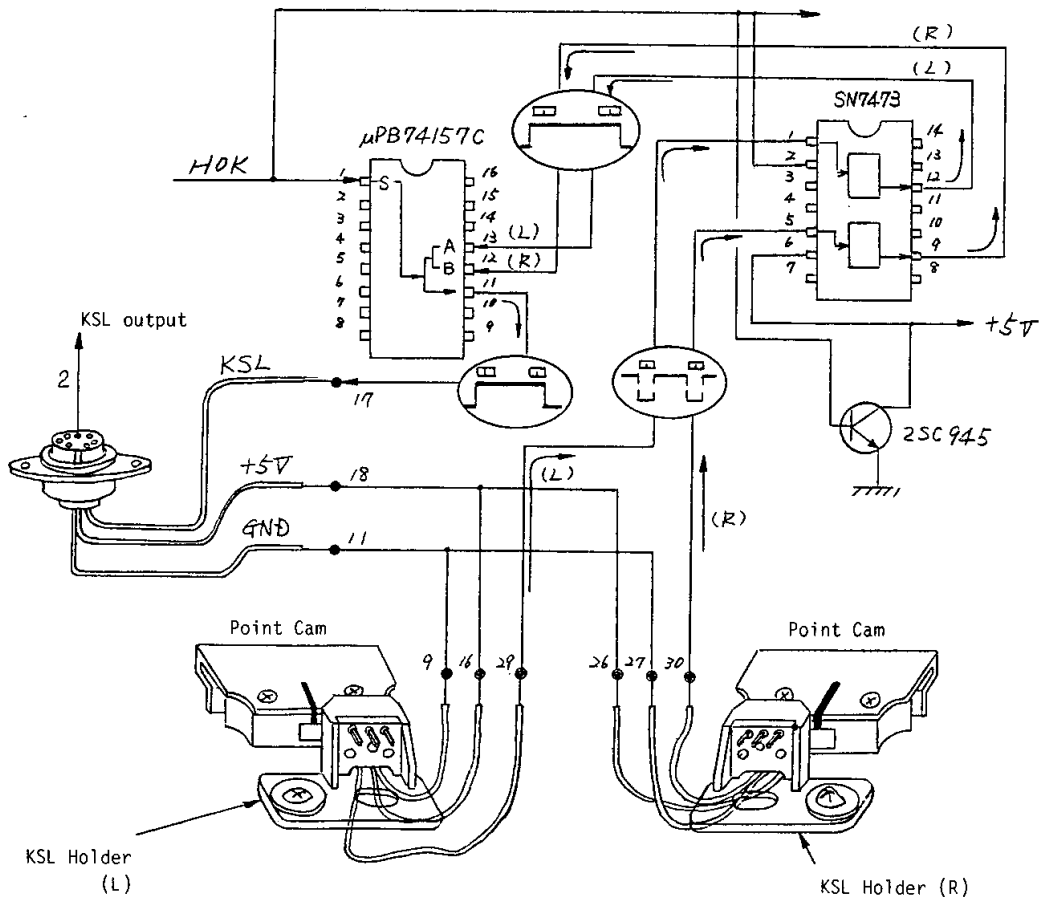 (R)
(L)
SN7473
μPB74157C
HOK
1
2
3
4
5
6
7
8
S
16
15
14
13
12
11
10
9
A
B
(L)
(R)
1
2
3
4
5
6
7
14
13
12
11
10
9
8
+5V
2SC945
KSL output
2
KSL
17
+5V
18
GND
11
(L)
(R)
Point Cam
Point Cam
9
16
29
26
27
30
KSL Holder
(L)
KSL Holder (R)